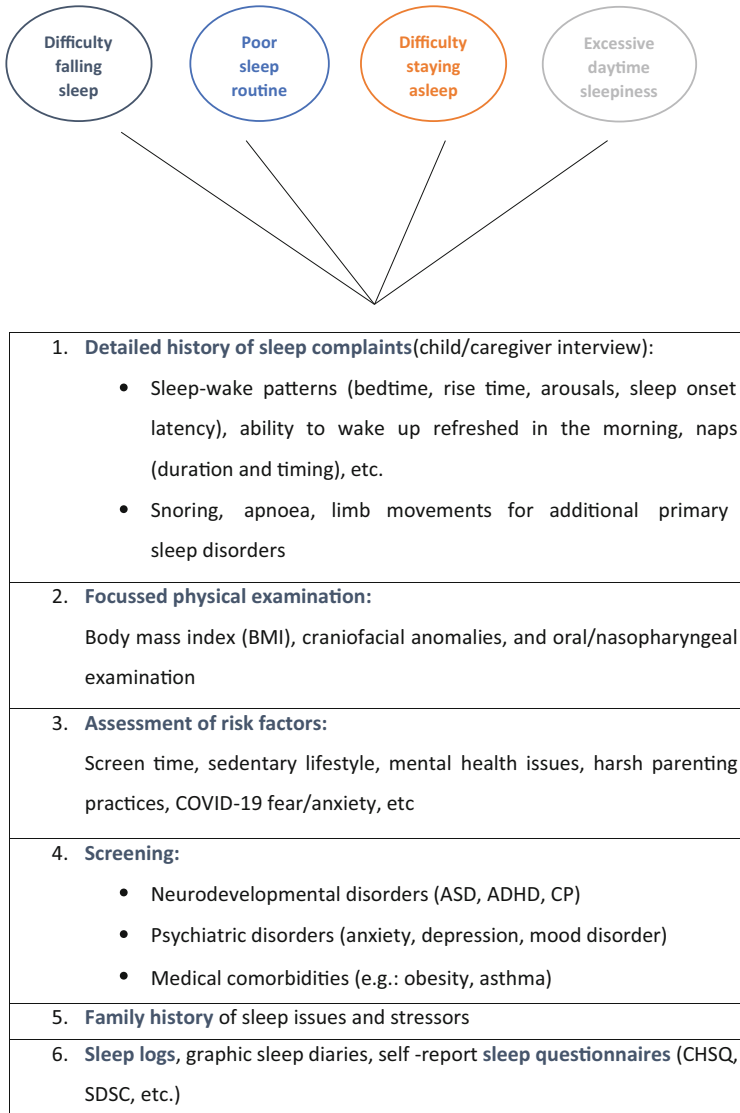 Difficulty
falling
sleep
Poor
sleep
routine
Difficulty
staying
asleep
Excessive
daytime
sleepiness
1. Detailed history of sleep complaints(child/caregiver interview):
• Sleep-wake patterns (bedtime, rise time, arousals, sleep onset
latency), ability to wake up refreshed in the morning, naps
(duration and timing), etc.
• Snoring, apnoea, limb movements for additional primary
sleep disorders
2. Focussed physical examination:
Body mass index (BMI), craniofacial anomalies, and oral/nasopharyngeal
examination
3. Assessment of risk factors:
Screen time, sedentary lifestyle, mental health issues, harsh parenting
practices, COVID-19 fear/anxiety, etc
4. Screening:
• Neurodevelopmental disorders (ASD, ADHD, CP)
• Psychiatric disorders (anxiety, depression, mood disorder)
• Medical comorbidities (e.g.: obesity, asthma)
5. Family history of sleep issues and stressors
6. Sleep logs, graphic sleep diaries, self -report sleep questionnaires (CHSQ,
SDSC, etc.)